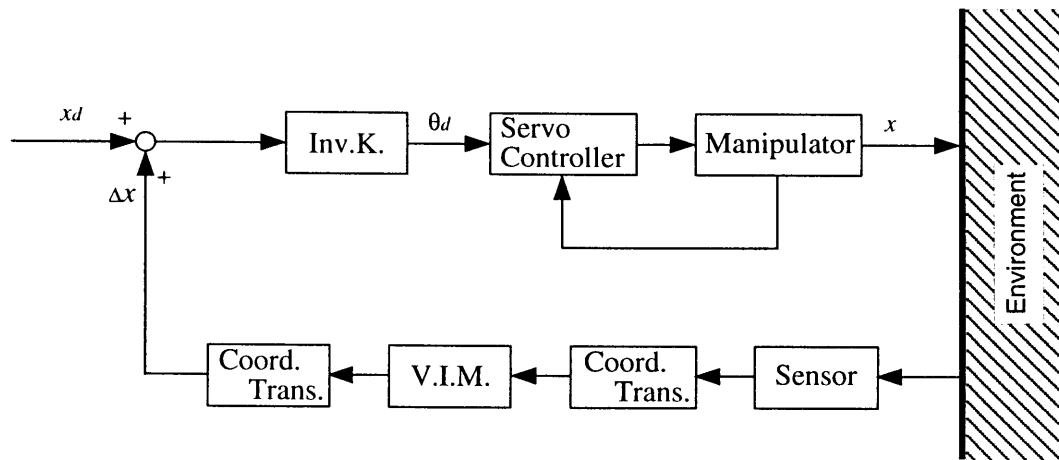 xd
+
Inv.K.
θd
Servo
Controller
Manipulator
x
Environment
+
Δx
Coord.
Trans.
V.I.M.
Coord.
Trans.
Sensor